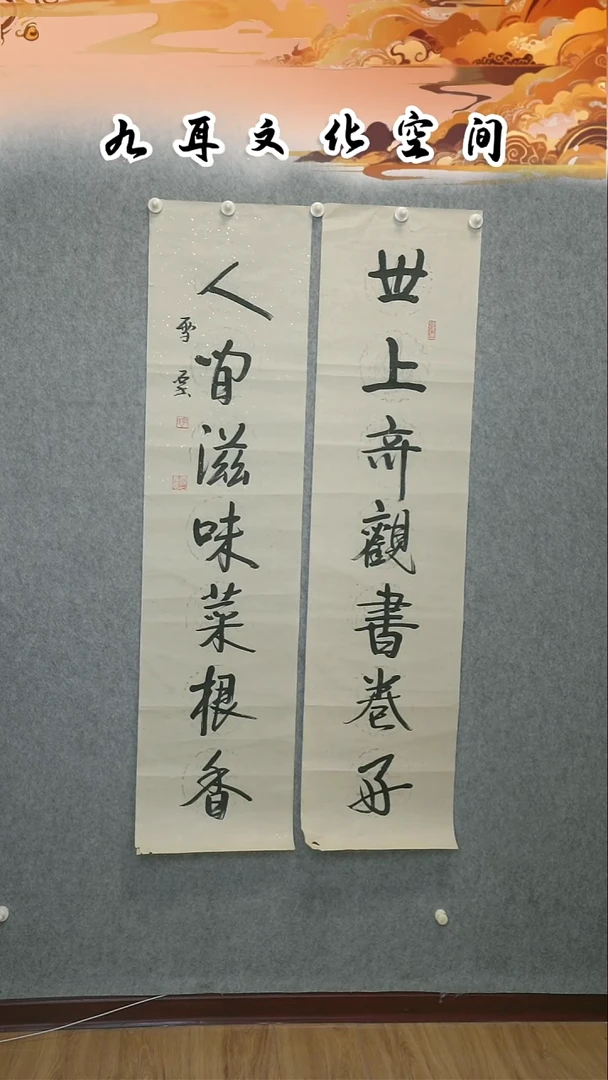 九耳文化空间
世上奇觀書卷好
人間滋味菜根香
雪